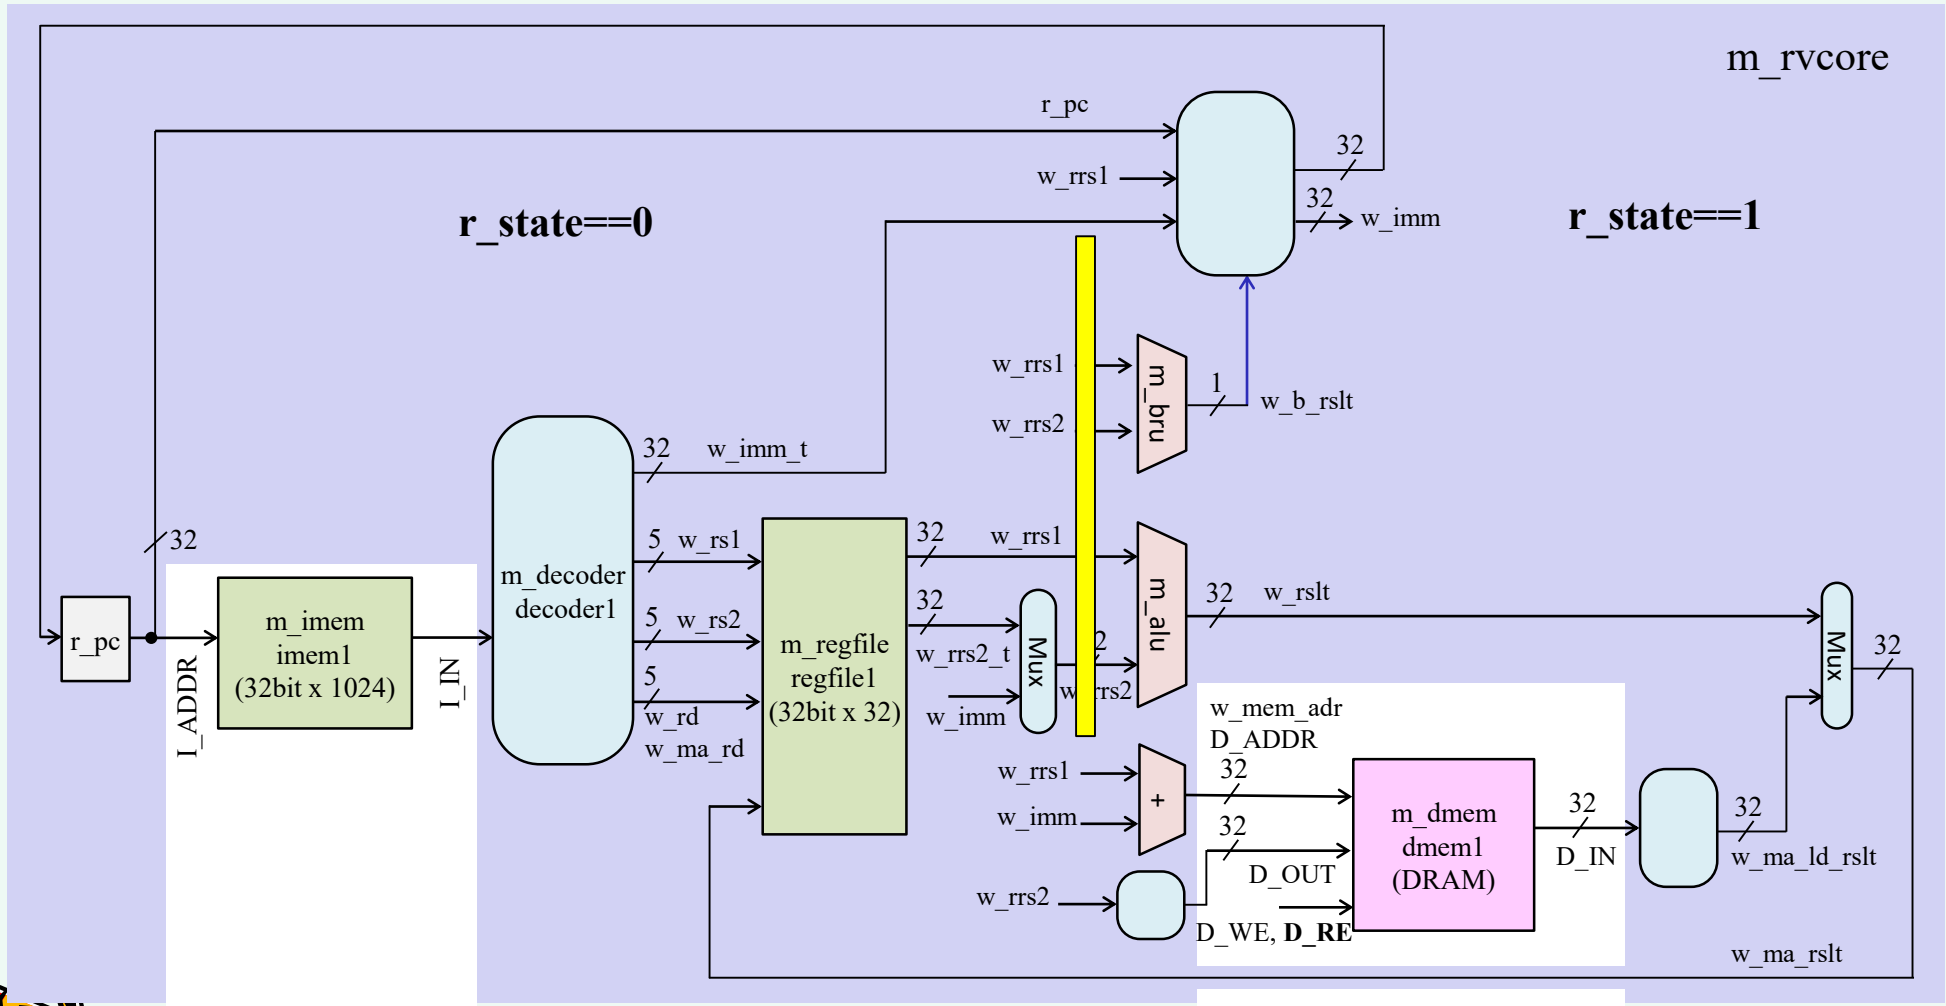 m_rvcore
r_pc
32
w_rrs1
32
w_imm
r_state==0
r_state==1
w_rrs1
m_bru
1
w_b_rslt
w_rrs2
32
w_imm_t
32
5
w_rs1
32
w_rrs1
m_decoder
decoder1
m_alu
32
w_rslt
r_pc
m_imem
imem1
(32bit x 1024)
I_ADDR
I_IN
5
w_rs2
m_regfile
regfile1
(32bit x 32)
32
w_rrs2_t
Mux
2
rrs2
w_imm
5
w_rd
w_ma_rd
Mux
32
w_mem_adr
D_ADDR
w_rrs1
32
+
w_imm
32
m_dmem
dmem1
(DRAM)
32
D_IN
32
w_ma_ld_rslt
D_OUT
w_rrs2
D_WE, D_RE
w_ma_rslt